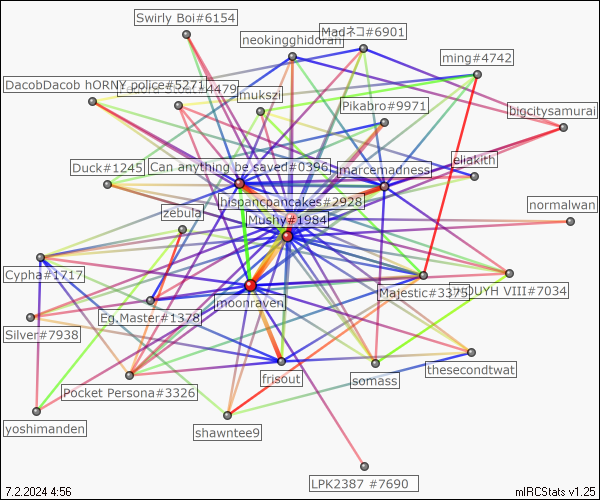 Swirly Boi#6154
Madネコ#6901
neokingghidorah
ming#4742
DacobDacob hORNY police#5271
4479
mukszi
Pikabro#9971
bigcitysamurai
eliakith
Duck#1245
Can anything be saved#0396
marcemadness
hispancpancakes#2928
normalwan
zebula
Mushy#1984
Cypha#1717
Majestic#3375
OUYH VIII#7034
moonraven
Eg.Master#1378
Silver#7938
thesecondtwat
frisout
somass
Pocket Persona#3326
yoshimanden
shawntee9
LPK2387 #7690
7.2.2024 4:56
mIRCStats v1.25